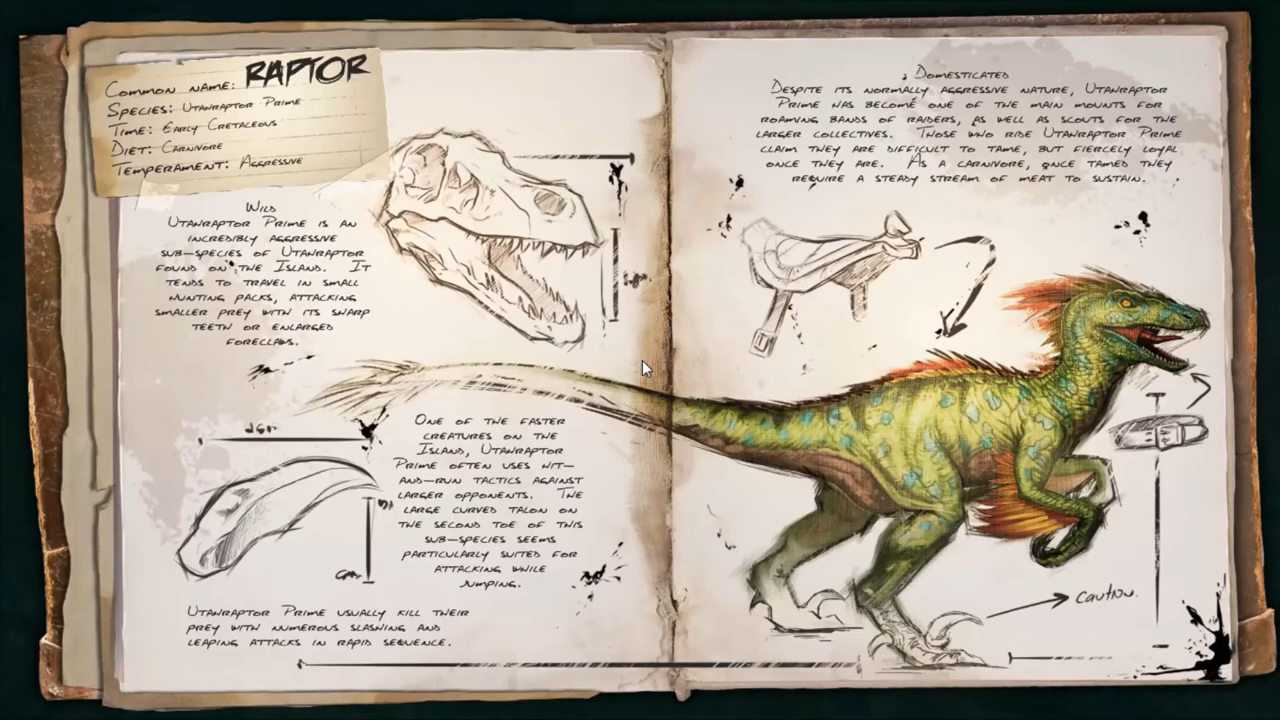 Common name: RAPTOR
Species: Utahraptor Prime
Time: Early Cretaceous
Diet: Carnivore
Temperament: Aggressive
Wild
Utahraptor Prime is an
incredibly aggressive
sub-species of Utahraptor
found on the Island. It
tends to travel in small
hunting packs, attacking
smaller prey with its sharp
teeth or enlarged
foreclaws.
One of the faster
creatures on the
Island, Utahraptor
Prime often uses hit-
and-run tactics against
larger opponents. The
large curved talon on
the second toe of this
sub-species seems
particularly suited for
attacking while
jumping.
Utahraptor Prime usually kill their
prey with numerous slashing and
leaping attacks in rapid sequence.
Domesticated
Despite its normally aggressive nature, Utahraptor
Prime has become one of the main mounts for
roaming bands of raiders, as well as scouts for the
larger collectives. Those who ride Utahraptor Prime
claim they are difficult to tame, but fiercely loyal
once they are. As a carnivore, once tamed they
require a steady stream of meat to sustain.
caution.